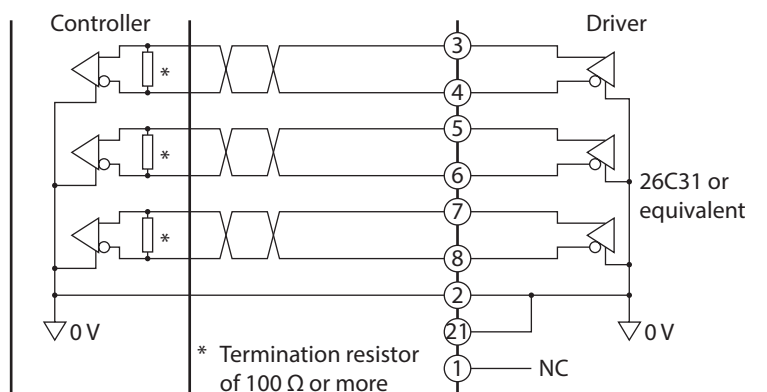 Controller
Driver
3
*
4
5
*
6
26C31 or
equivalent
7
*
8
2
0 V
0 V
21
* Termination resistor
of 100 Ω or more
1
NC